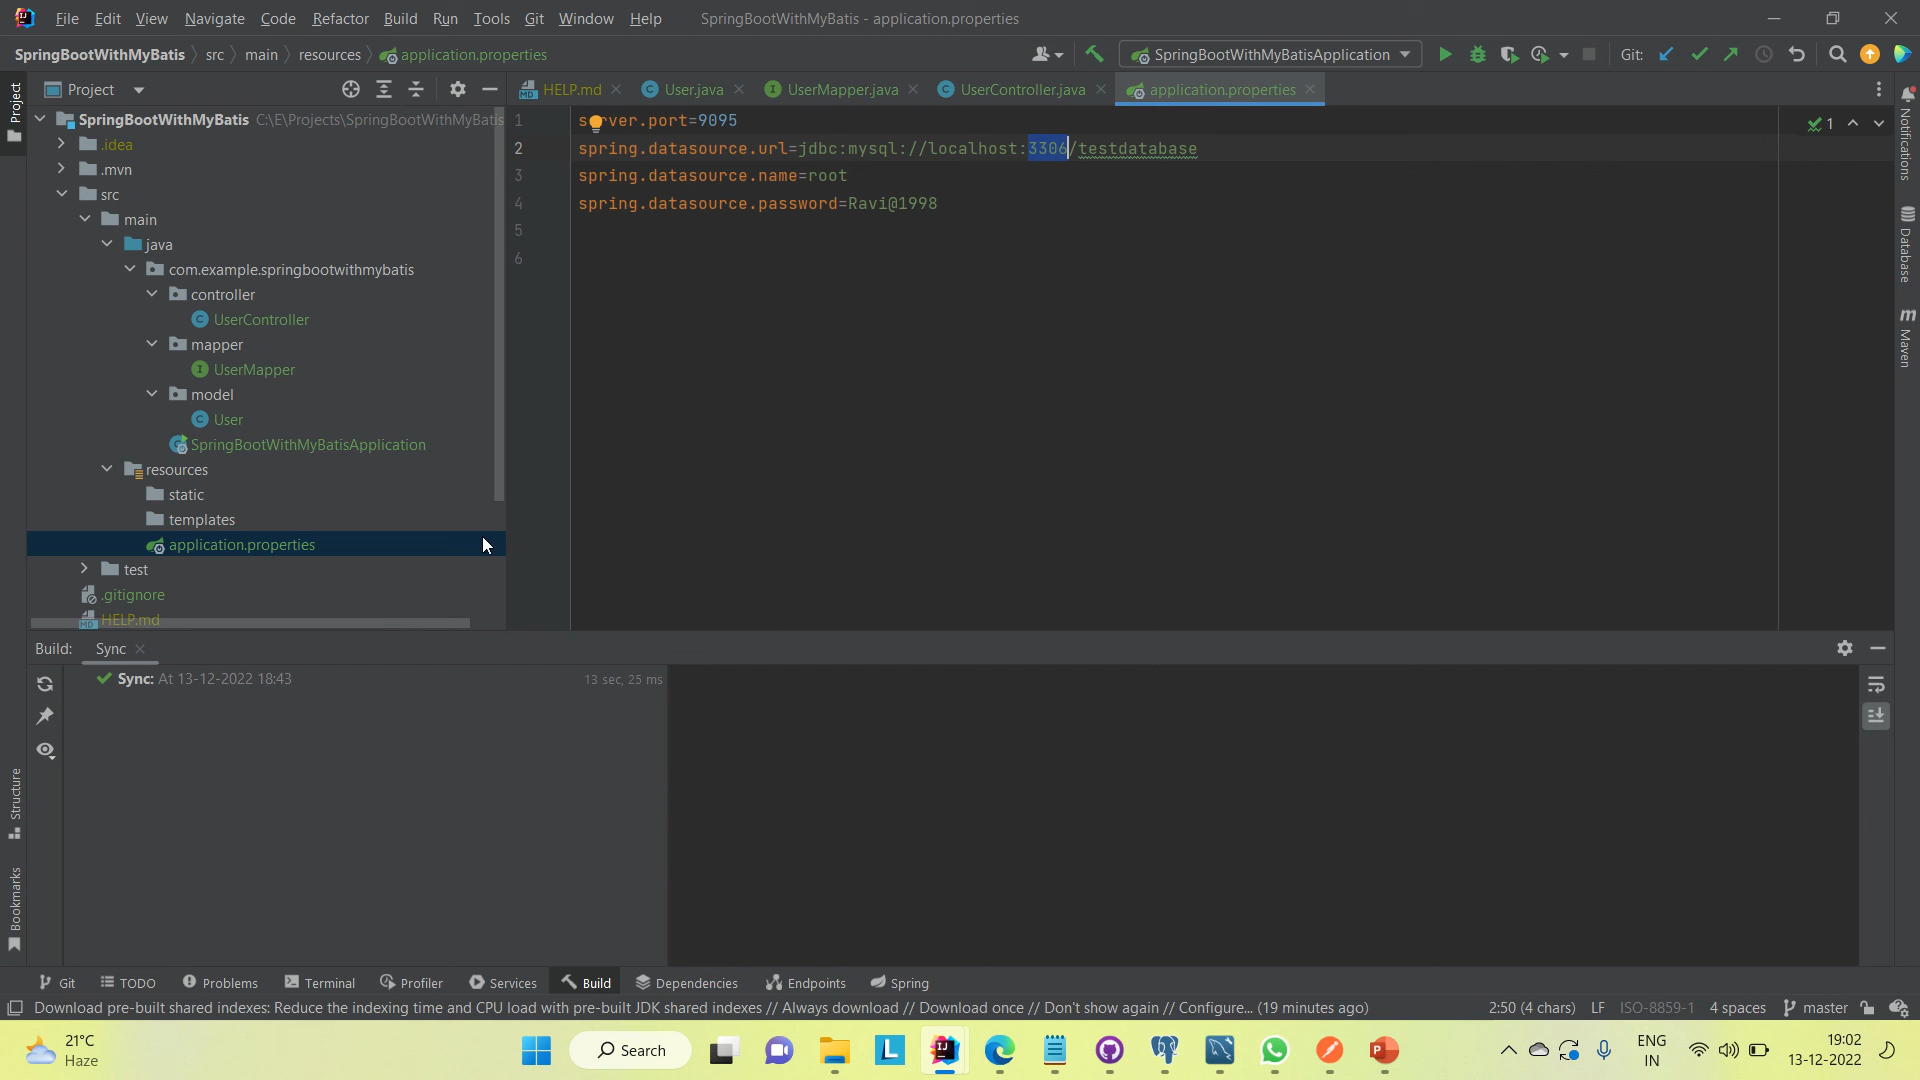 File Edit View Navigate Code Refactor Build Run Tools Git Window Help SpringBootWithMyBatis - application.properties
SpringBootWithMyBatis src main resources application.properties SpringBootWithMyBatisApplication Git:
Project
HELP.md User.java UserMapper.java UserController.java application.properties
SpringBootWithMyBatis C:\E\Projects\SpringBootWithMyBatis
.idea
.mvn
src
main
java
com.example.springbootwithmybatis
controller
UserController
mapper
UserMapper
model
User
SpringBootWithMyBatisApplication
resources
static
templates
application.properties
test
.gitignore
HELP.md
1 server.port=9095
2 spring.datasource.url=jdbc:mysql://localhost:3306/testdatabase
3 spring.datasource.name=root
4 spring.datasource.password=Ravi@1998
5
6
1
Project
Structure
Bookmarks
Notifications
Database
Maven
Build: Sync
Sync: At 13-12-2022 18:43 13 sec, 25 ms
Git TODO Problems Terminal Profiler Services Build Dependencies Endpoints Spring
Download pre-built shared indexes: Reduce the indexing time and CPU load with pre-built JDK shared indexes // Always download // Download once // Don't show again // Configure... (19 minutes ago) 2:50 (4 chars) LF ISO-8859-1 4 spaces master
21°C
Haze
Search
ENG
IN
19:02
13-12-2022